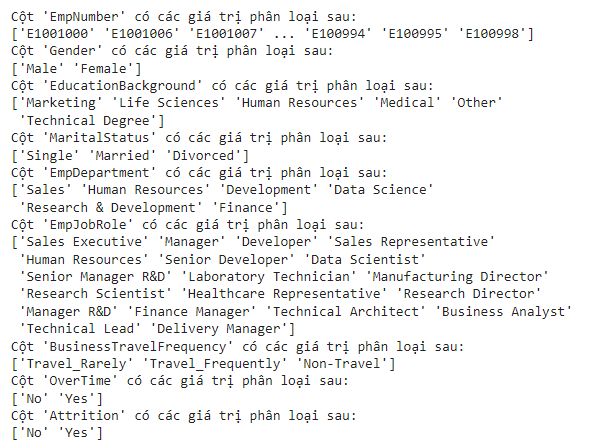 Cột 'EmpNumber' có các giá trị phân loại sau:
['E1001000' 'E1001006' 'E1001007' ... 'E100994' 'E100995' 'E100998']
Cột 'Gender' có các giá trị phân loại sau:
['Male' 'Female']
Cột 'EducationBackground' có các giá trị phân loại sau:
['Marketing' 'Life Sciences' 'Human Resources' 'Medical' 'Other'
 'Technical Degree']
Cột 'MaritalStatus' có các giá trị phân loại sau:
['Single' 'Married' 'Divorced']
Cột 'EmpDepartment' có các giá trị phân loại sau:
['Sales' 'Human Resources' 'Development' 'Data Science'
 'Research & Development' 'Finance']
Cột 'EmpJobRole' có các giá trị phân loại sau:
['Sales Executive' 'Manager' 'Developer' 'Sales Representative'
 'Human Resources' 'Senior Developer' 'Data Scientist'
 'Senior Manager R&D' 'Laboratory Technician' 'Manufacturing Director'
 'Research Scientist' 'Healthcare Representative' 'Research Director'
 'Manager R&D' 'Finance Manager' 'Technical Architect' 'Business Analyst'
 'Technical Lead' 'Delivery Manager']
Cột 'BusinessTravelFrequency' có các giá trị phân loại sau:
['Travel_Rarely' 'Travel_Frequently' 'Non-Travel']
Cột 'OverTime' có các giá trị phân loại sau:
['No' 'Yes']
Cột 'Attrition' có các giá trị phân loại sau:
['No' 'Yes']